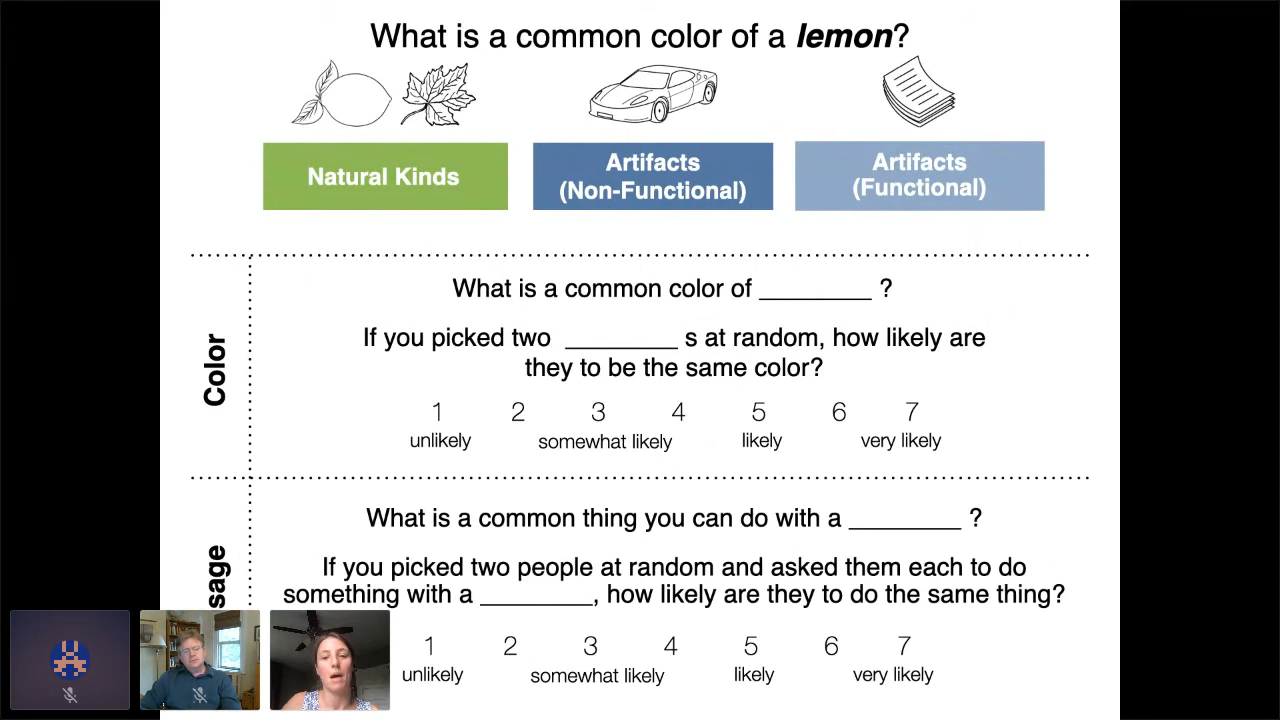 What is a common color of a lemon?
Natural Kinds
Artifacts
(Non-Functional)
Artifacts
(Functional)
Color
What is a common color of ________ ?
If you picked two ________ s at random, how likely are
they to be the same color?
1 2 3 4 5 6 7
unlikely somewhat likely likely very likely
sage
What is a common thing you can do with a ________ ?
If you picked two people at random and asked them each to do
something with a ________, how likely are they to do the same thing?
1 2 3 4 5 6 7
unlikely somewhat likely likely very likely